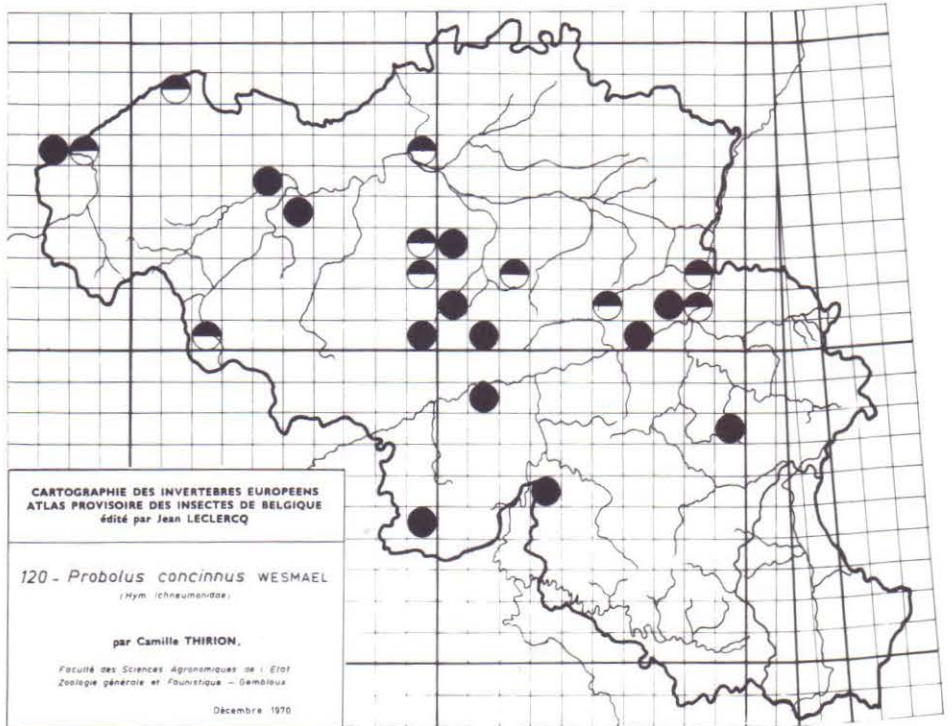 CARTOGRAPHIE DES INVERTEBRES EUROPEENS
ATLAS PROVISOIRE DES INSECTES DE BELGIQUE
édité par Jean LECLERCQ
120 - Probolus concinnus WESMAEL
(Hym. Ichneumonidae)
par Camille THIRION,
Faculté des Sciences Agronomiques de l'Etat
Zoologie générale et Faunistique - Gembloux
Décembre 1970